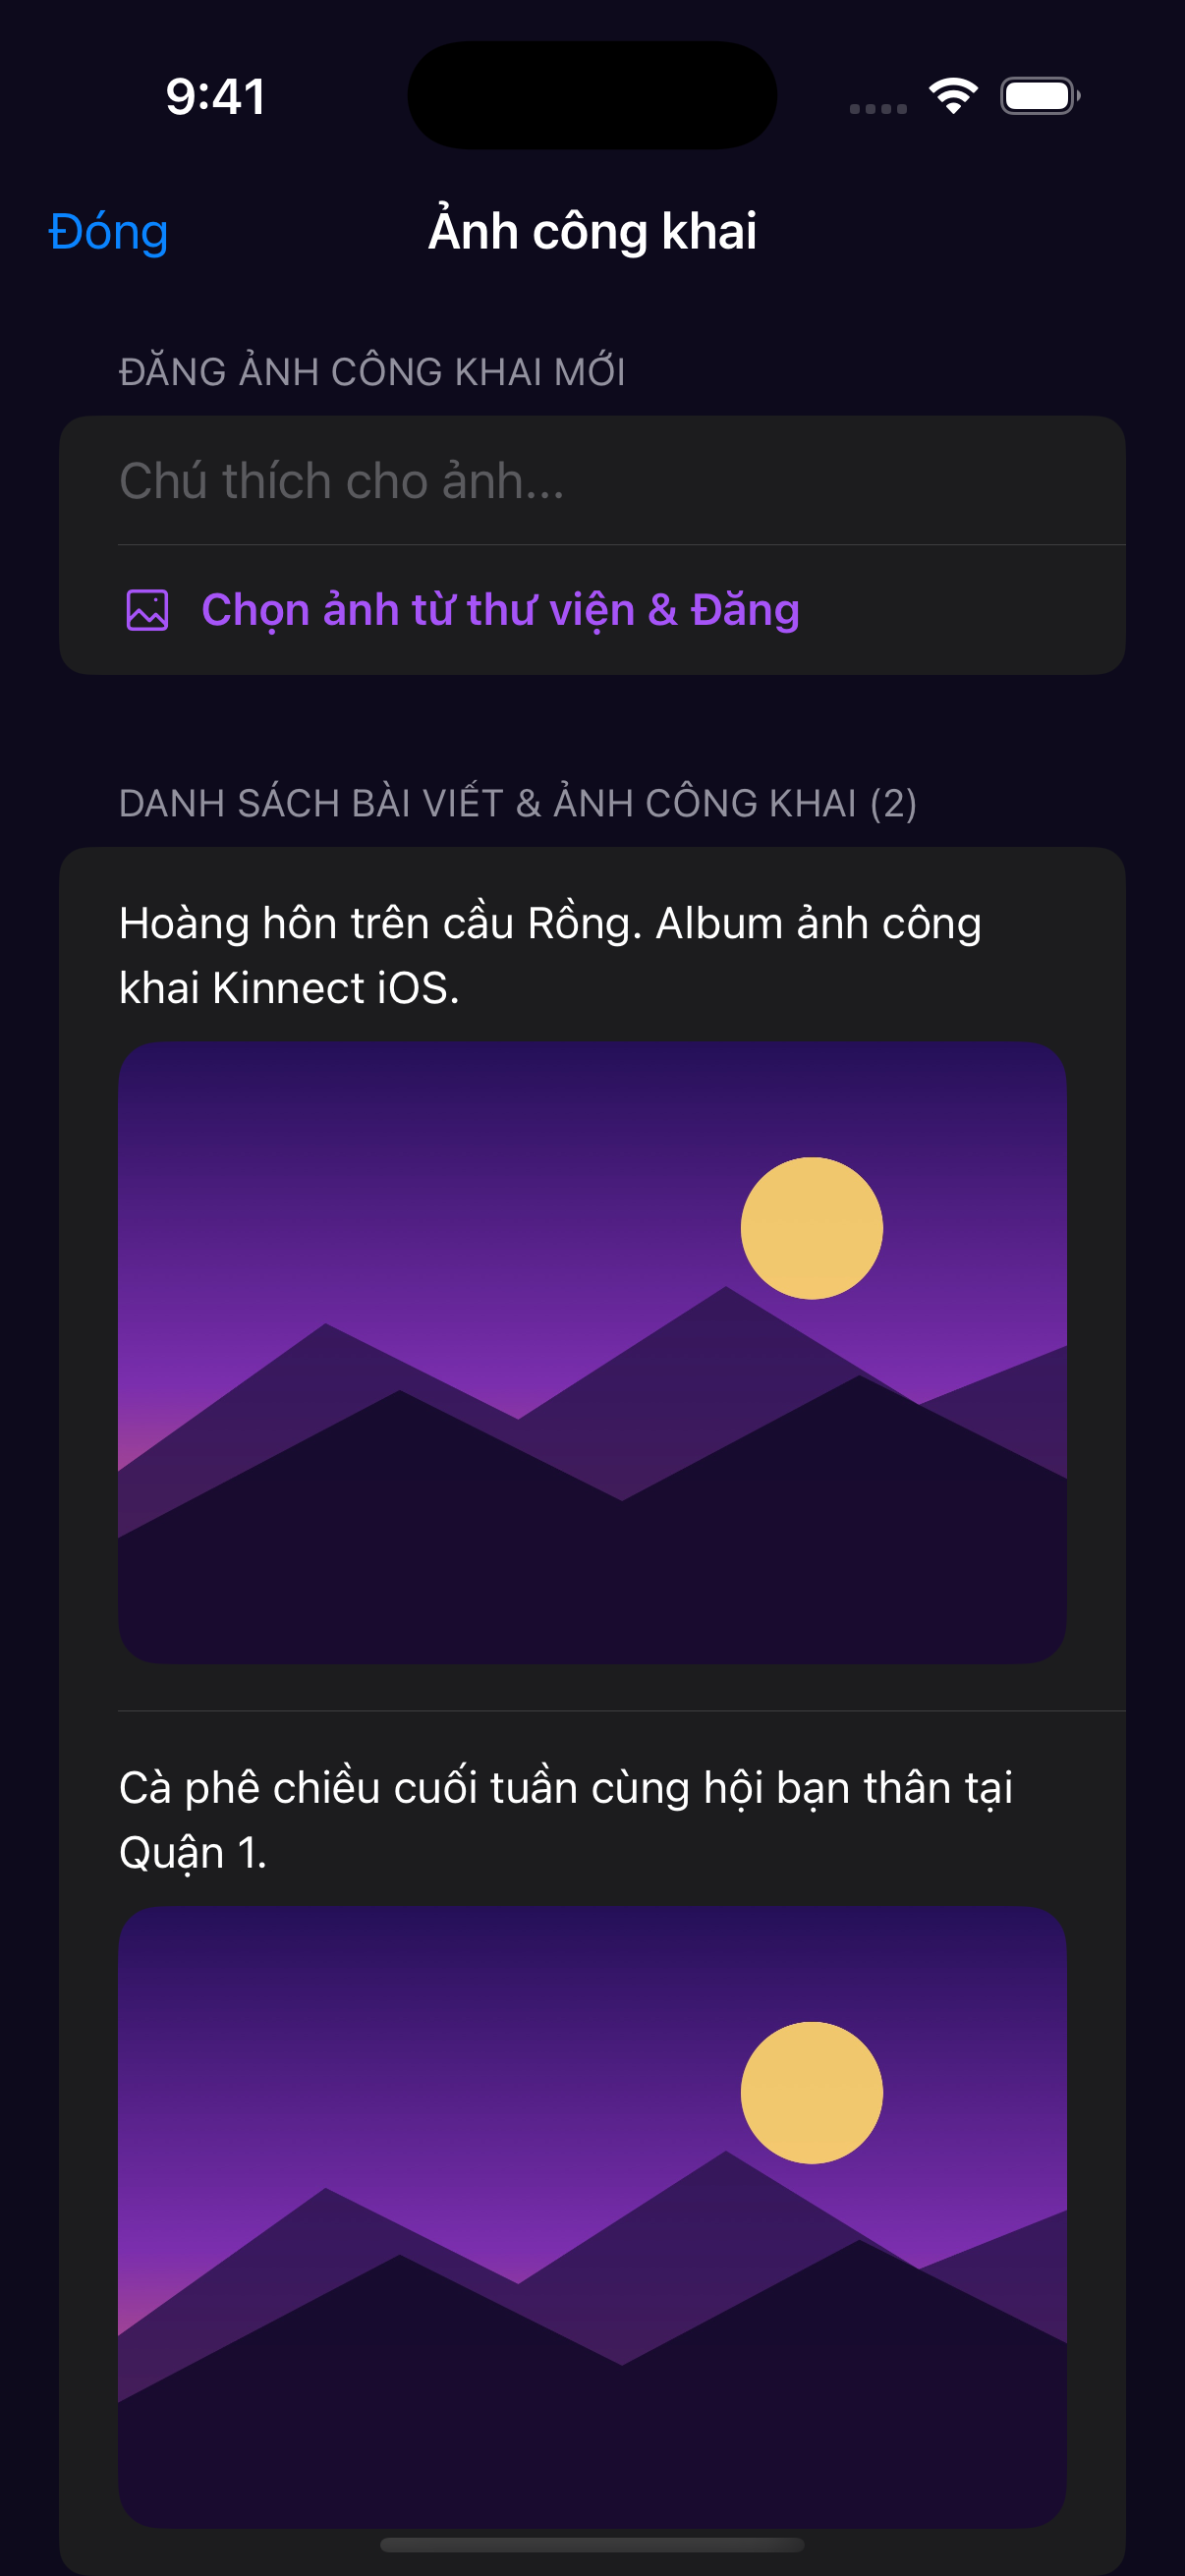 9:41
Đóng
Ảnh công khai
ĐĂNG ẢNH CÔNG KHAI MỚI
Chú thích cho ảnh...
Chọn ảnh từ thư viện & Đăng
DANH SÁCH BÀI VIẾT & ẢNH CÔNG KHAI (2)
Hoàng hôn trên cầu Rồng. Album ảnh công
khai Kinnect iOS.
Cà phê chiều cuối tuần cùng hội bạn thân tại
Quận 1.